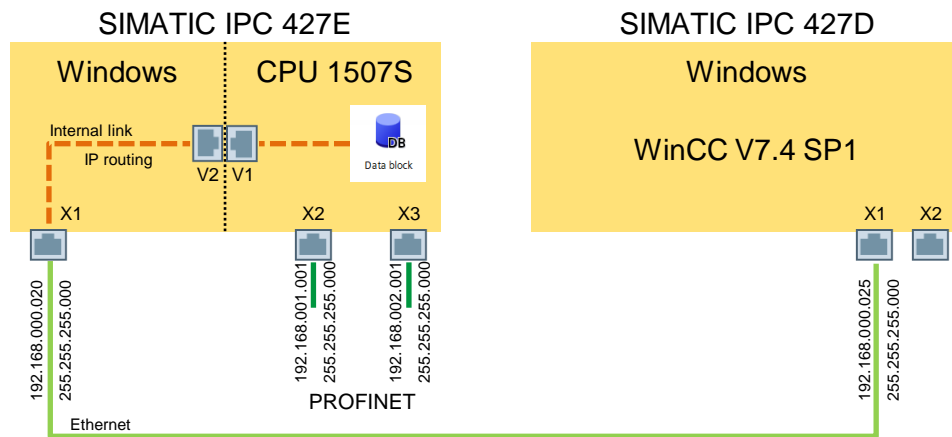 SIMATIC IPC 427E
SIMATIC IPC 427D
Windows
CPU 1507S
Windows
Internal link
IP routing
DB
Data block
V2
V1
WinCC V7.4 SP1
X1
X2
X3
X1
X2
192.168.000.020
255.255.255.000
192.168.001.001
255.255.255.000
192.168.002.001
255.255.255.000
192.168.000.025
255.255.255.000
PROFINET
Ethernet